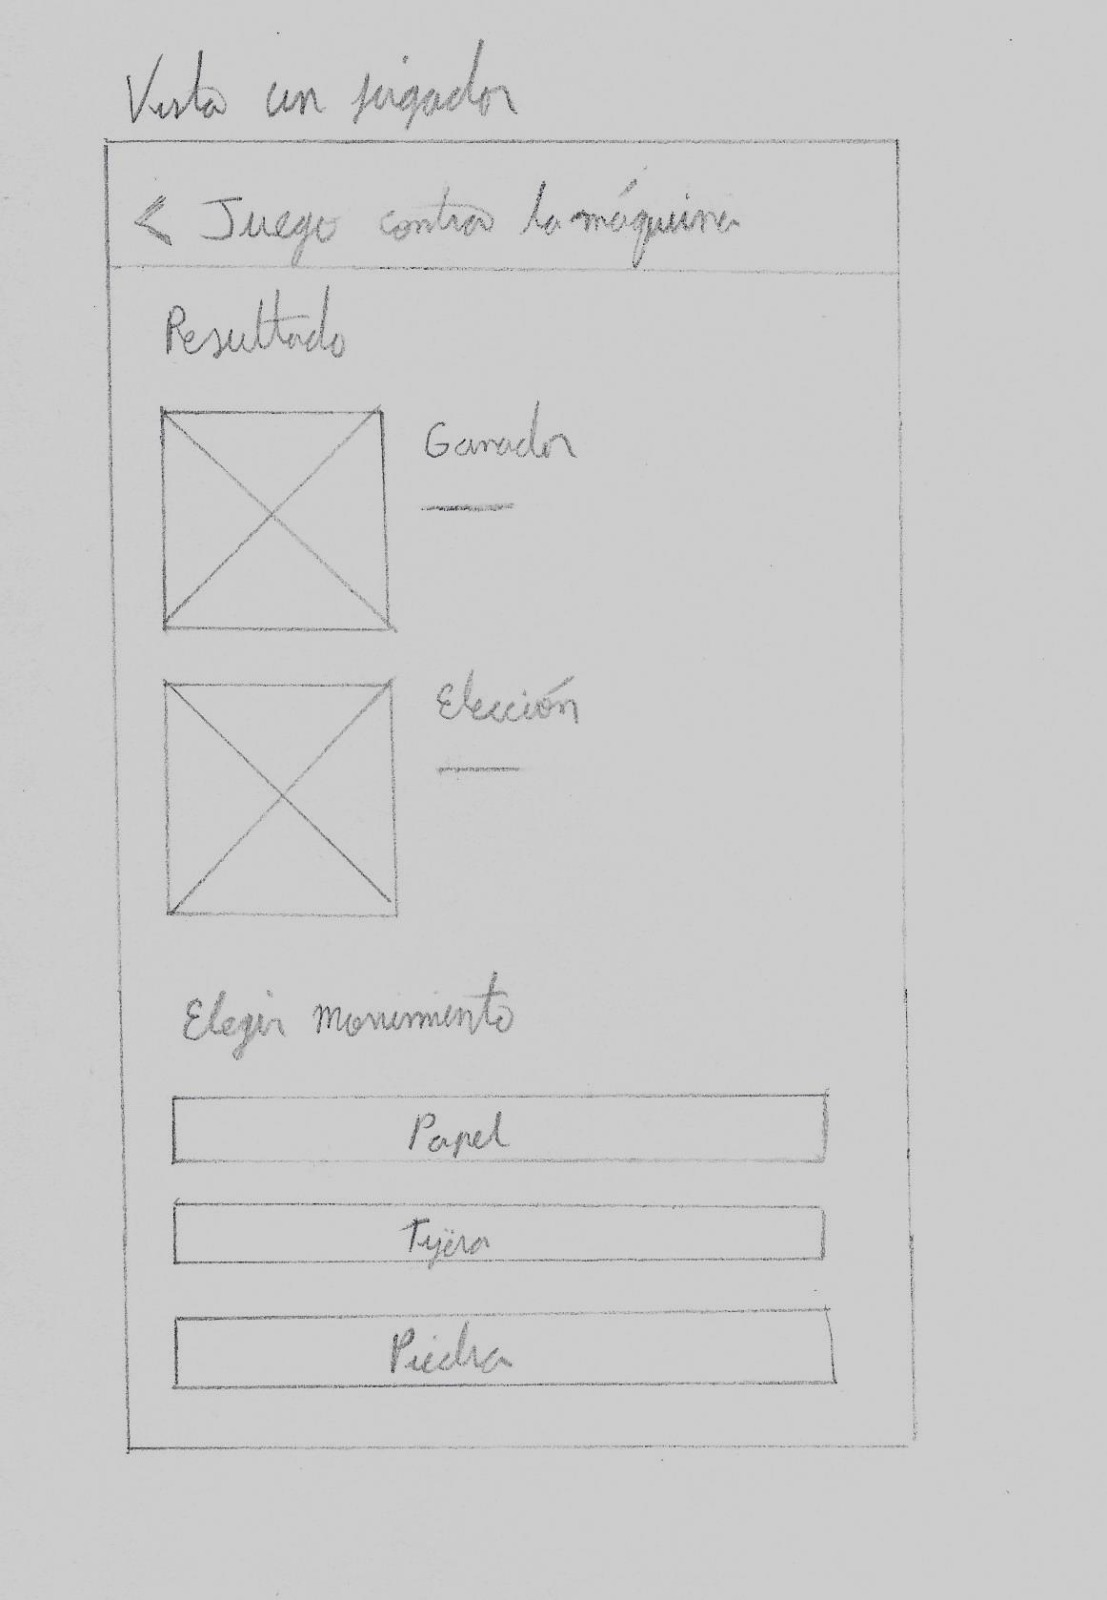 Vista un jugador
< Juego contra la máquina
Resultado
Ganador
Elección
Elegir movimiento
Papel
Tijera
Piedra